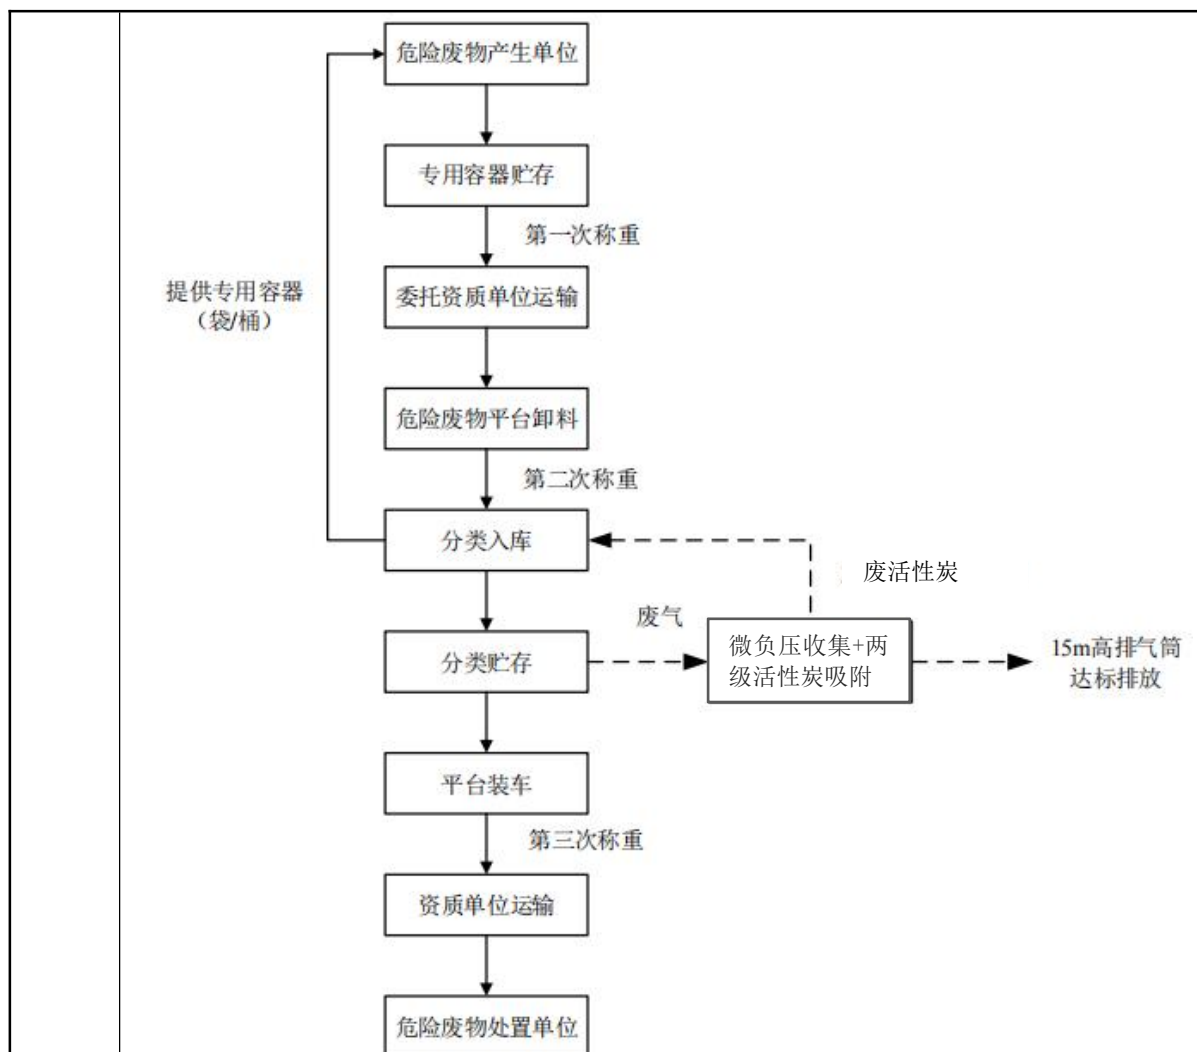 危险废物产生单位
专用容器贮存
第一次称重
提供专用容器
（袋/桶）
委托资质单位运输
危险废物平台卸料
第二次称重
分类入库
废活性炭
废气
分类贮存
微负压收集+两
级活性炭吸附
15m高排气筒
达标排放
平台装车
第三次称重
资质单位运输
危险废物处置单位